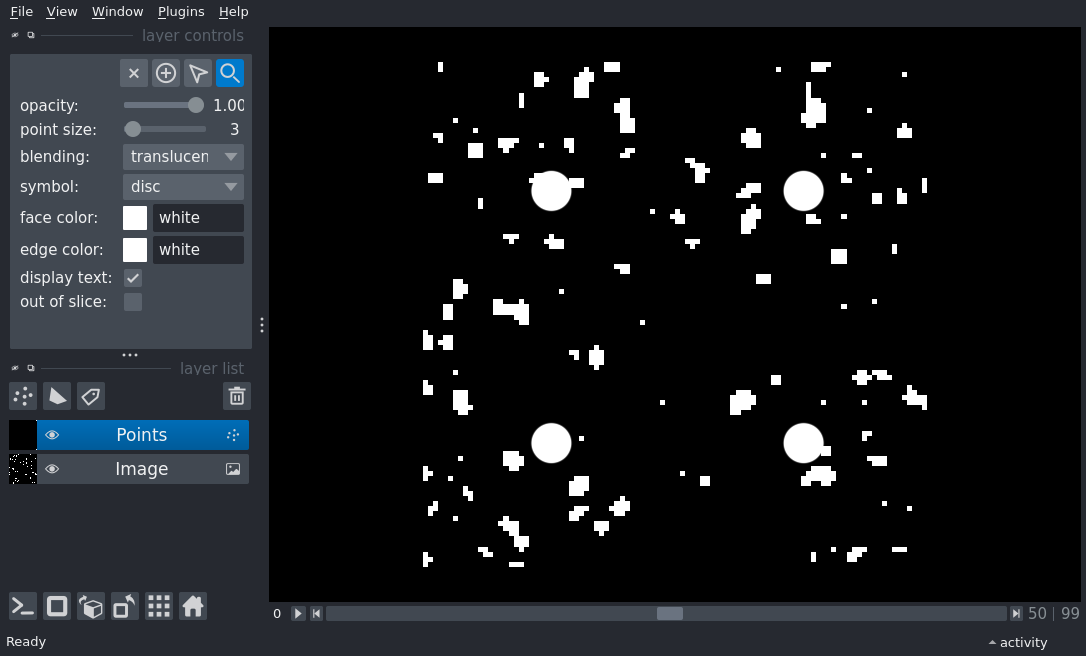 File View Window Plugins Help
layer controls
opacity: 1.00
point size: 3
blending: translucen
symbol: disc
face color: white
edge color: white
display text:
out of slice:
layer list
Points
Image
0 50 | 99
Ready activity